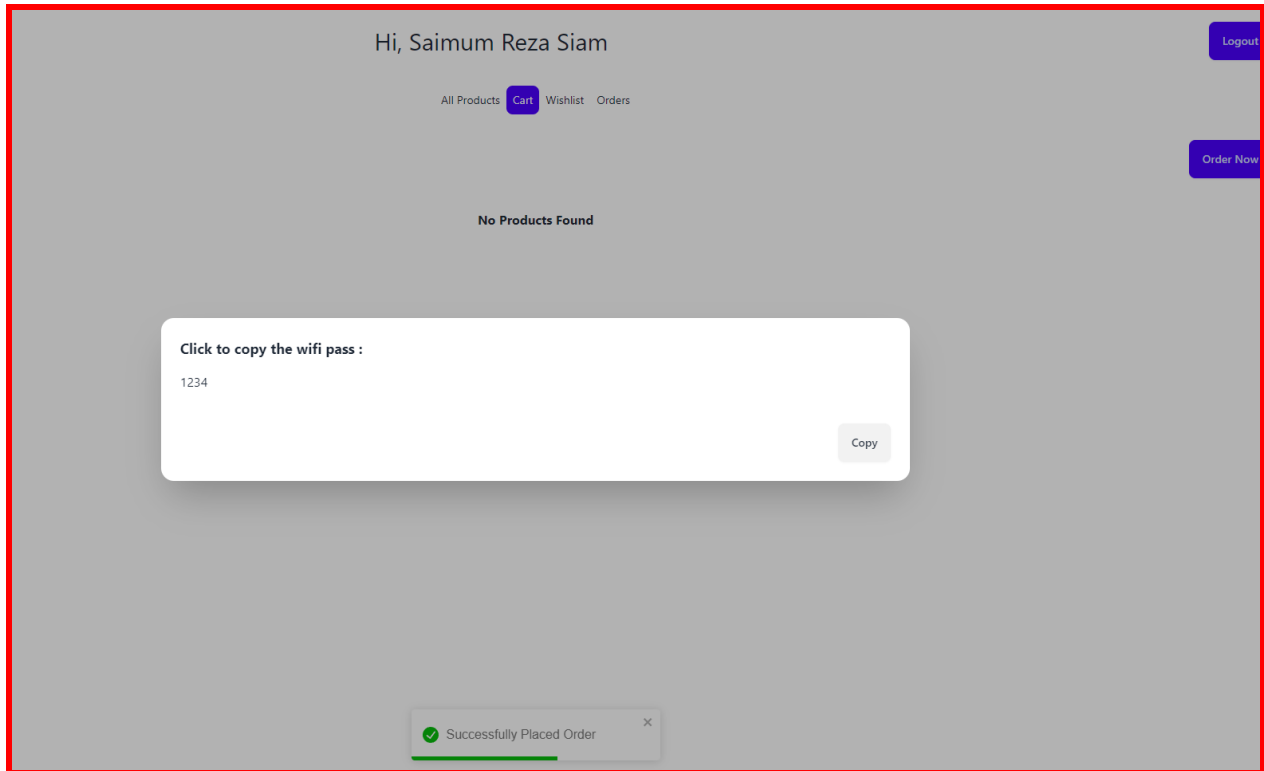 Hi, Saimum Reza Siam
Logout
All Products Cart Wishlist Orders
Order Now
No Products Found
Click to copy the wifi pass :
1234
Copy
Successfully Placed Order